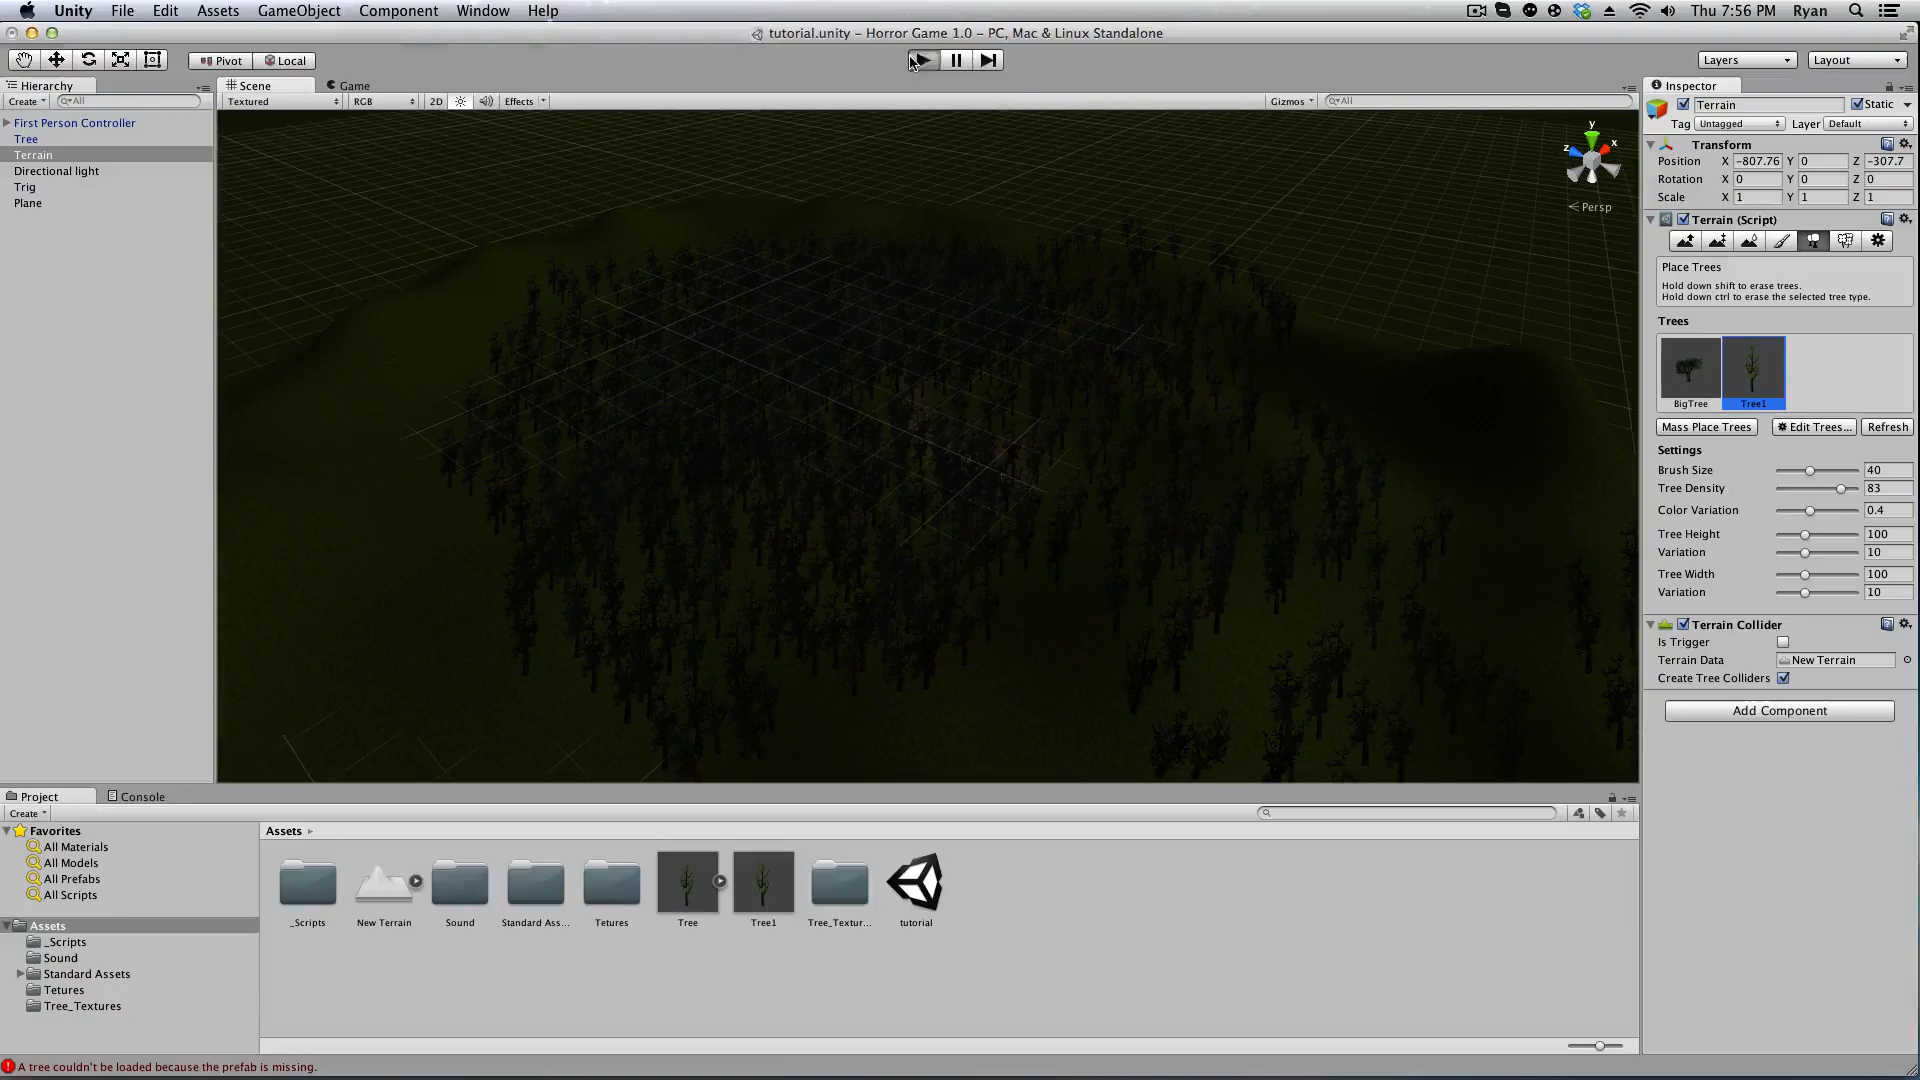 Unity File Edit Assets GameObject Component Window Help Thu 7:56 PM Ryan
tutorial.unity – Horror Game 1.0 – PC, Mac & Linux Standalone
Pivot Local Layers Layout
Hierarchy
Create All
First Person Controller
Tree
Terrain
Directional light
Trig
Plane
Scene Game
Textured RGB 2D Effects Gizmos All
y
x
z
Persp
Inspector
Terrain Static
Tag Untagged Layer Default
Transform
Position X -807.76 Y 0 Z -307.7
Rotation X 0 Y 0 Z 0
Scale X 1 Y 1 Z 1
Terrain (Script)
Place Trees
Hold down shift to erase trees.
Hold down ctrl to erase the selected tree type.
Trees
BigTree Tree1
Mass Place Trees Edit Trees... Refresh
Settings
Brush Size 40
Tree Density 83
Color Variation 0.4
Tree Height 100
Variation 10
Tree Width 100
Variation 10
Terrain Collider
Is Trigger
Terrain Data New Terrain
Create Tree Colliders
Add Component
Project Console
Create
Favorites
All Materials
All Models
All Prefabs
All Scripts
Assets
_Scripts
Sound
Standard Assets
Tetures
Tree_Textures
Assets
_Scripts New Terrain Sound Standard Ass... Tetures Tree Tree1 Tree_Textur... tutorial
A tree couldn't be loaded because the prefab is missing.